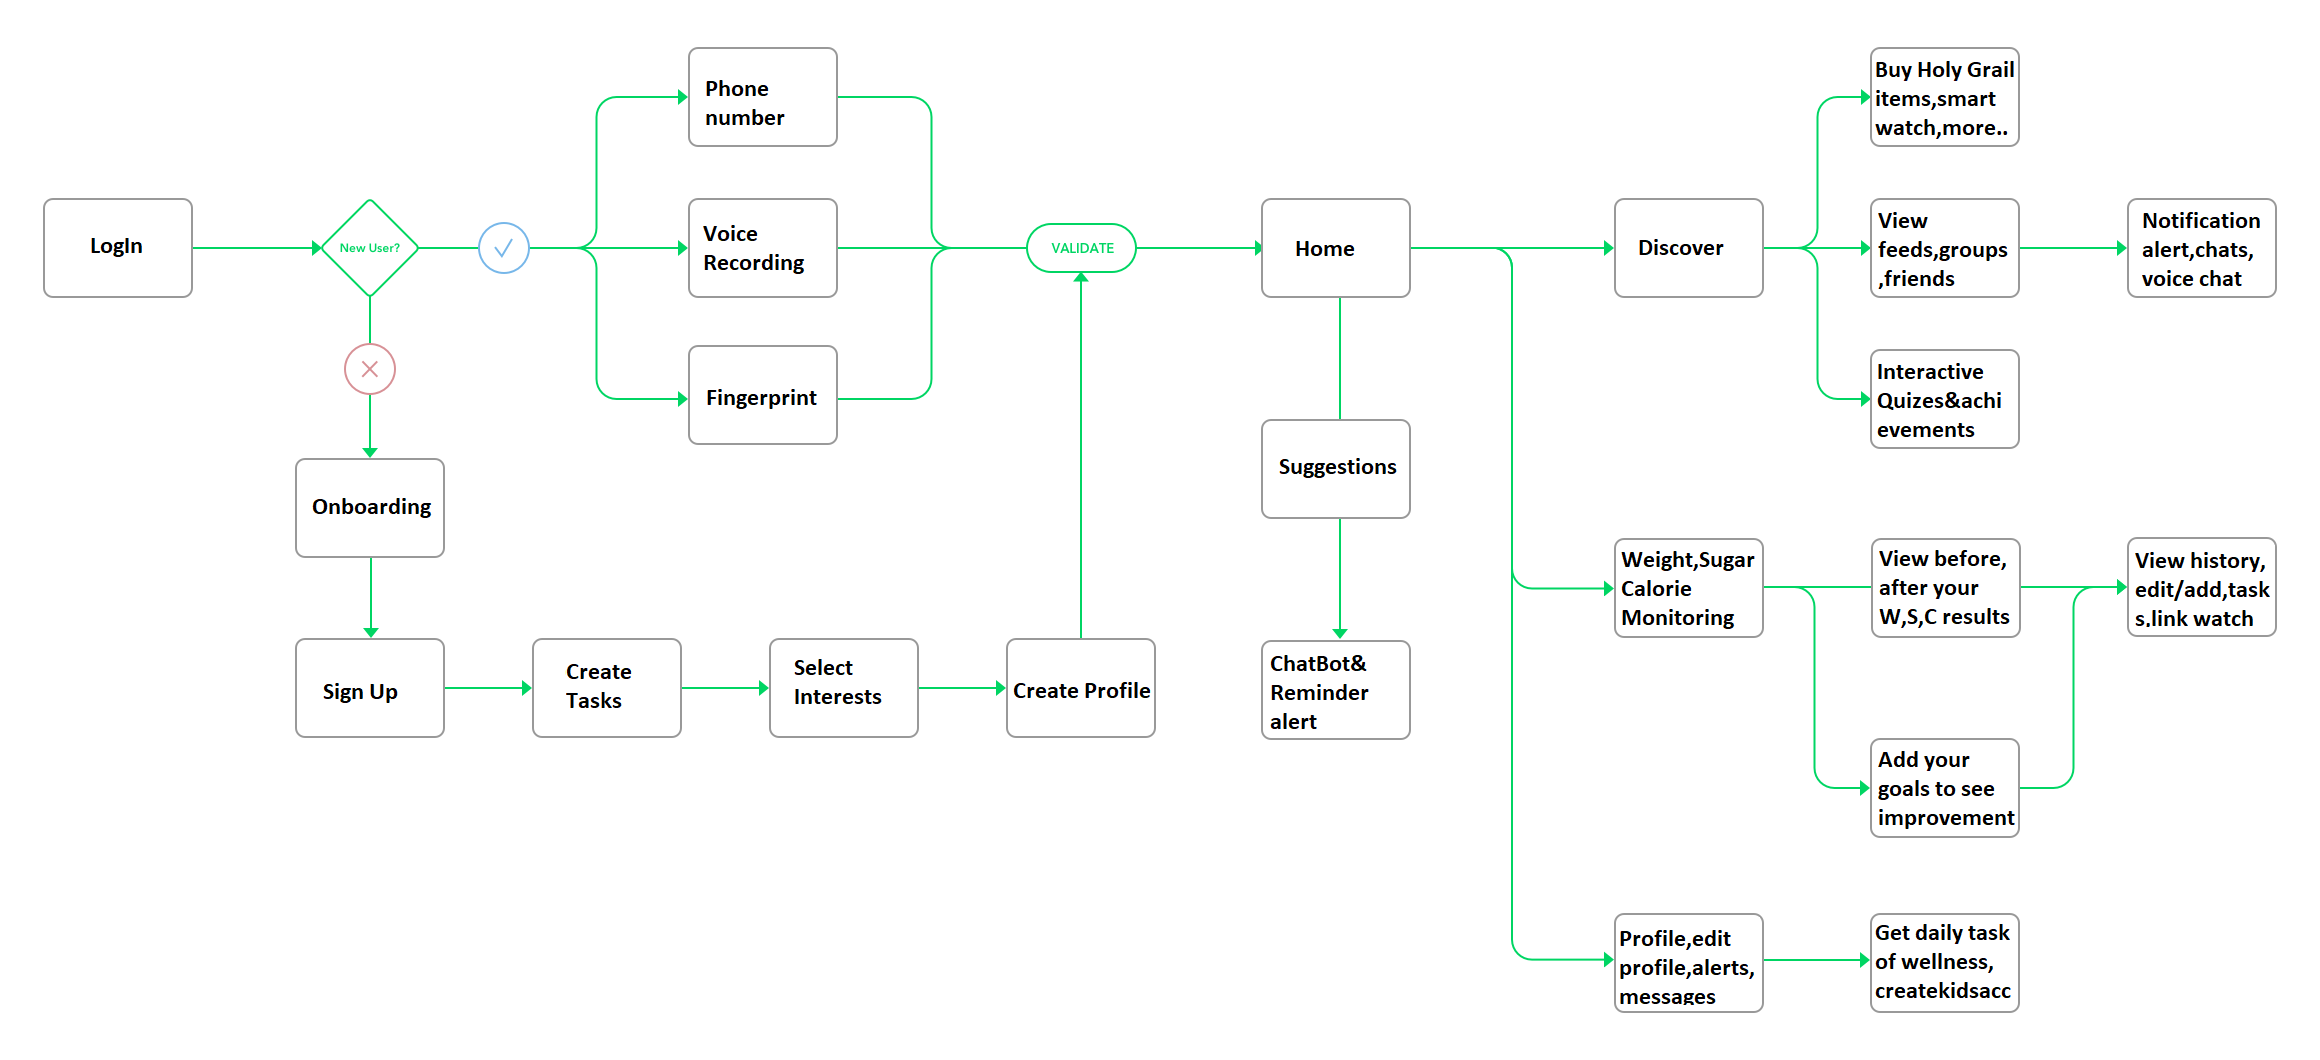 LogIn
New User?
Phone
number
Voice
Recording
Fingerprint
VALIDATE
Onboarding
Sign Up
Create
Tasks
Select
Interests
Create Profile
Home
Suggestions
ChatBot&
Reminder
alert
Discover
Buy Holy Grail
items,smart
watch,more..
View
feeds,groups
,friends
Notification
alert,chats,
voice chat
Interactive
Quizes&achi
evements
Weight,Sugar
Calorie
Monitoring
View before,
after your
W,S,C results
View history,
edit/add,task
s.link watch
Add your
goals to see
improvement
Profile,edit
profile,alerts,
messages
Get daily task
of wellness,
createkidsacc